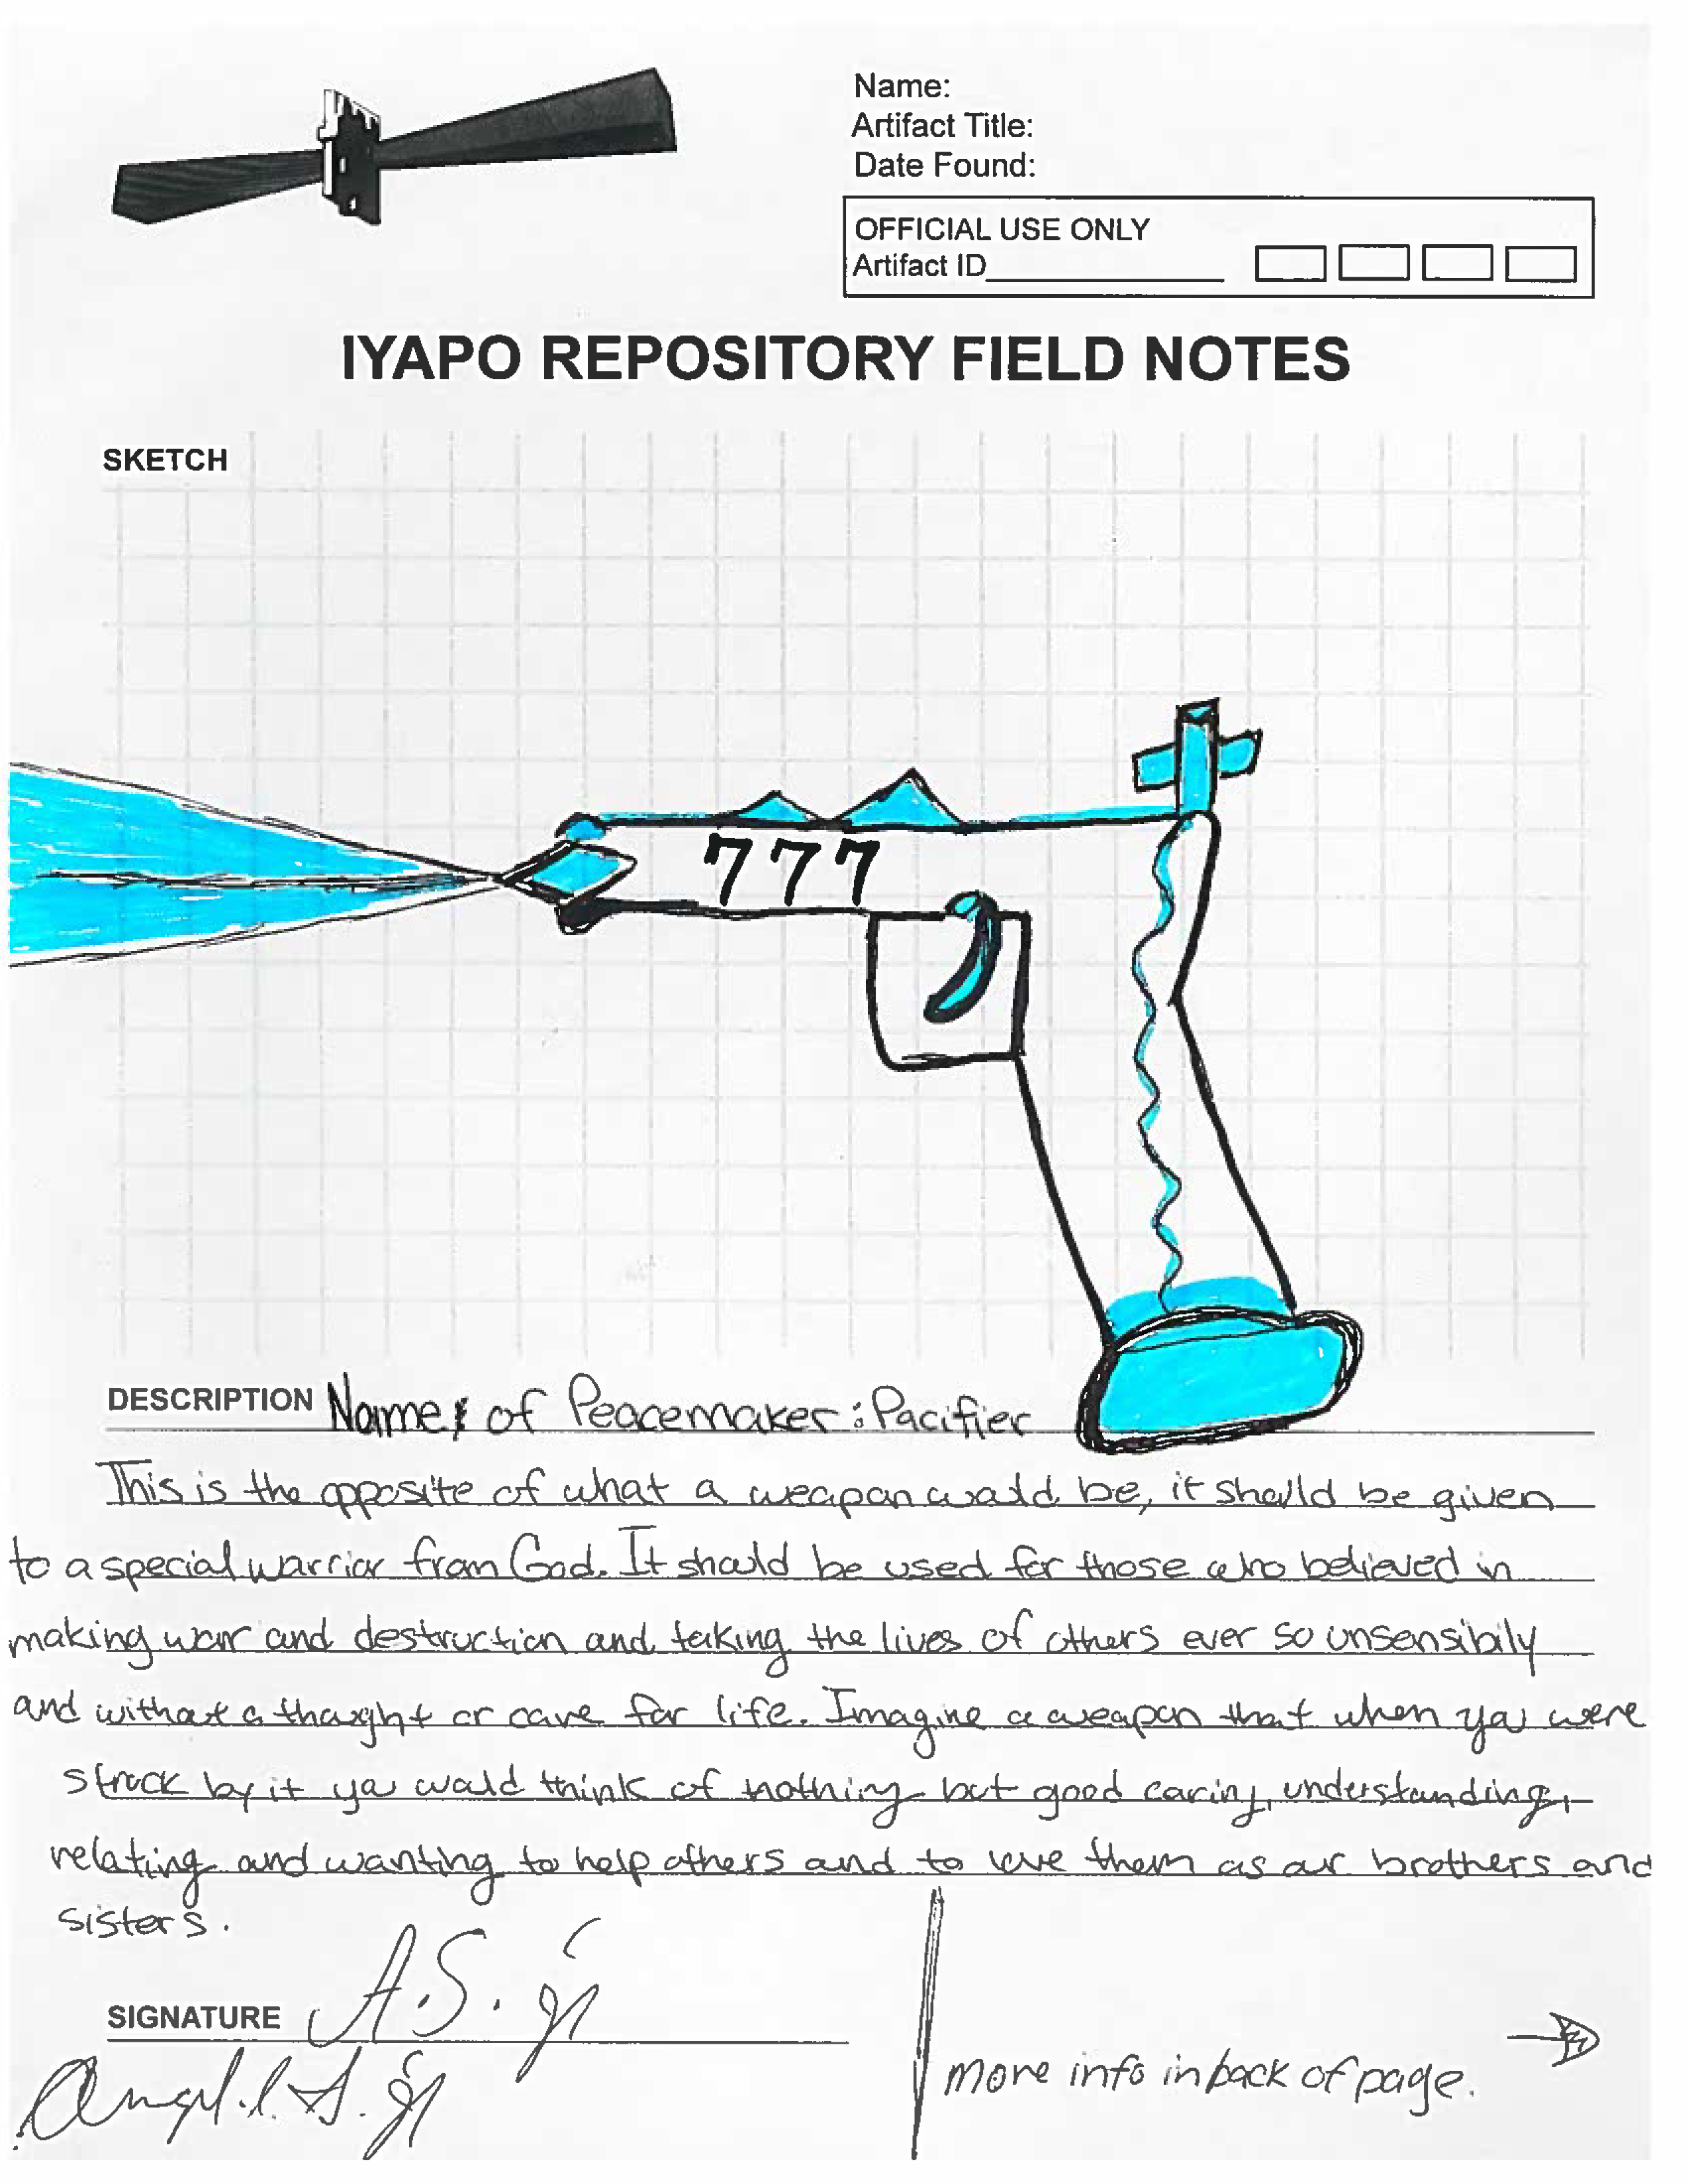 Name:
Artifact Title:
Date Found:
OFFICIAL USE ONLY
Artifact ID
IYAPO REPOSITORY FIELD NOTES
SKETCH
777
DESCRIPTION Name of Peacemaker: Pacifier
This is the opposite of what a weapon would be, it should be given
to a special warrior from God. It should be used for those who believed in
making war and destruction and taking the lives of others ever so unsensibily
and without a thought or care for life. Imagine a weapon that when you were
struck by it you would think of nothing but good caring, understanding,
relating and wanting to help others and to love them as our brothers and
sisters.
SIGNATURE A.S. Jr
Angel.l.S.Jr
more info in back of page.